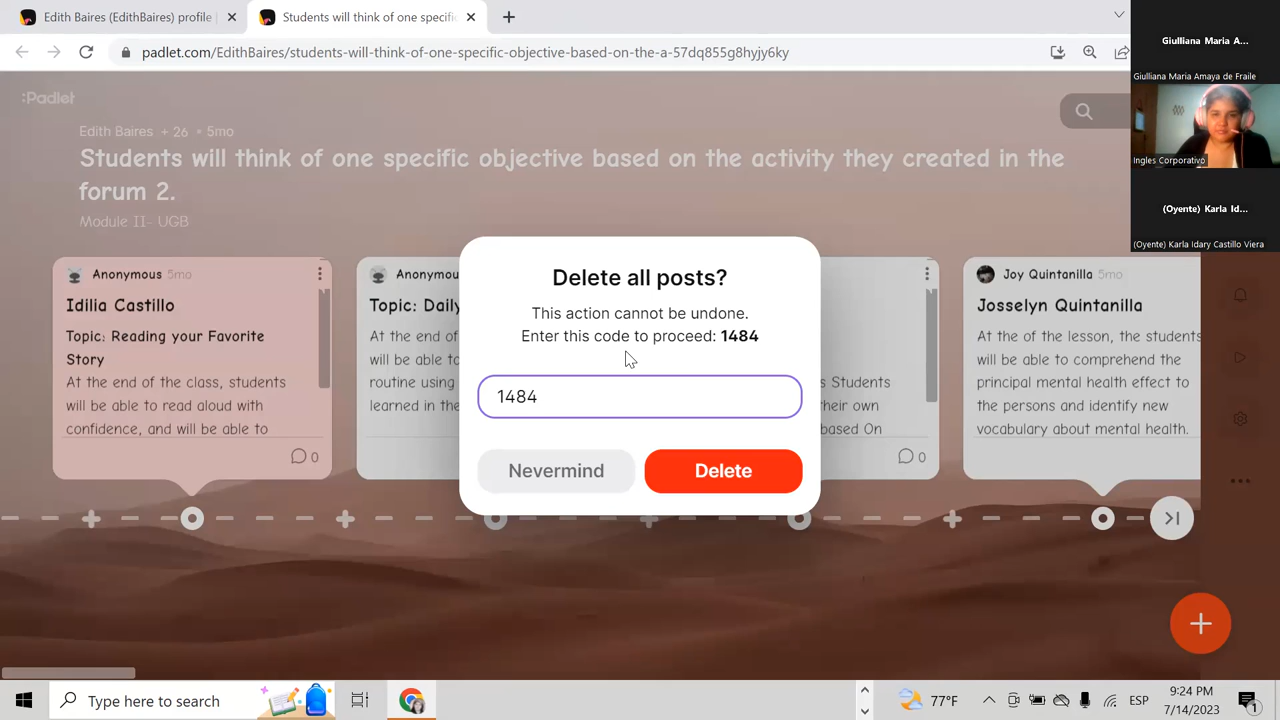 Edith Baires (EdithBaires) profile
Students will think of one specific
padlet.com/EdithBaires/students-will-think-of-one-specific-objective-based-on-the-a-57dq855g8hyjy6ky
:Padlet
Edith Baires + 26 • 5mo
Students will think of one specific objective based on the activity they created in the
forum 2.
Module II- UGB
Anonymous 5mo
Idilia Castillo
Topic: Reading your Favorite
Story
At the end of the class, students
will be able to read aloud with
confidence, and will be able to
0
Anonymou
Topic: Daily
At the end of
will be able t
routine using
learned in the
Delete all posts?
This action cannot be undone.
Enter this code to proceed: 1484
1484
Nevermind
Delete
Students
their own
based On
0
Joy Quintanilla 5mo
Josselyn Quintanilla
At the of the lesson, the students
will be able to comprehend the
principal mental health effect to
the persons and identify new
vocabulary about mental health.
Giulliana Maria A...
Giulliana Maria Amaya de Fraile
Ingles Corporativo
(Oyente) Karla Id...
(Oyente) Karla Idary Castillo Viera
Type here to search
77°F
ESP
9:24 PM
7/14/2023
1